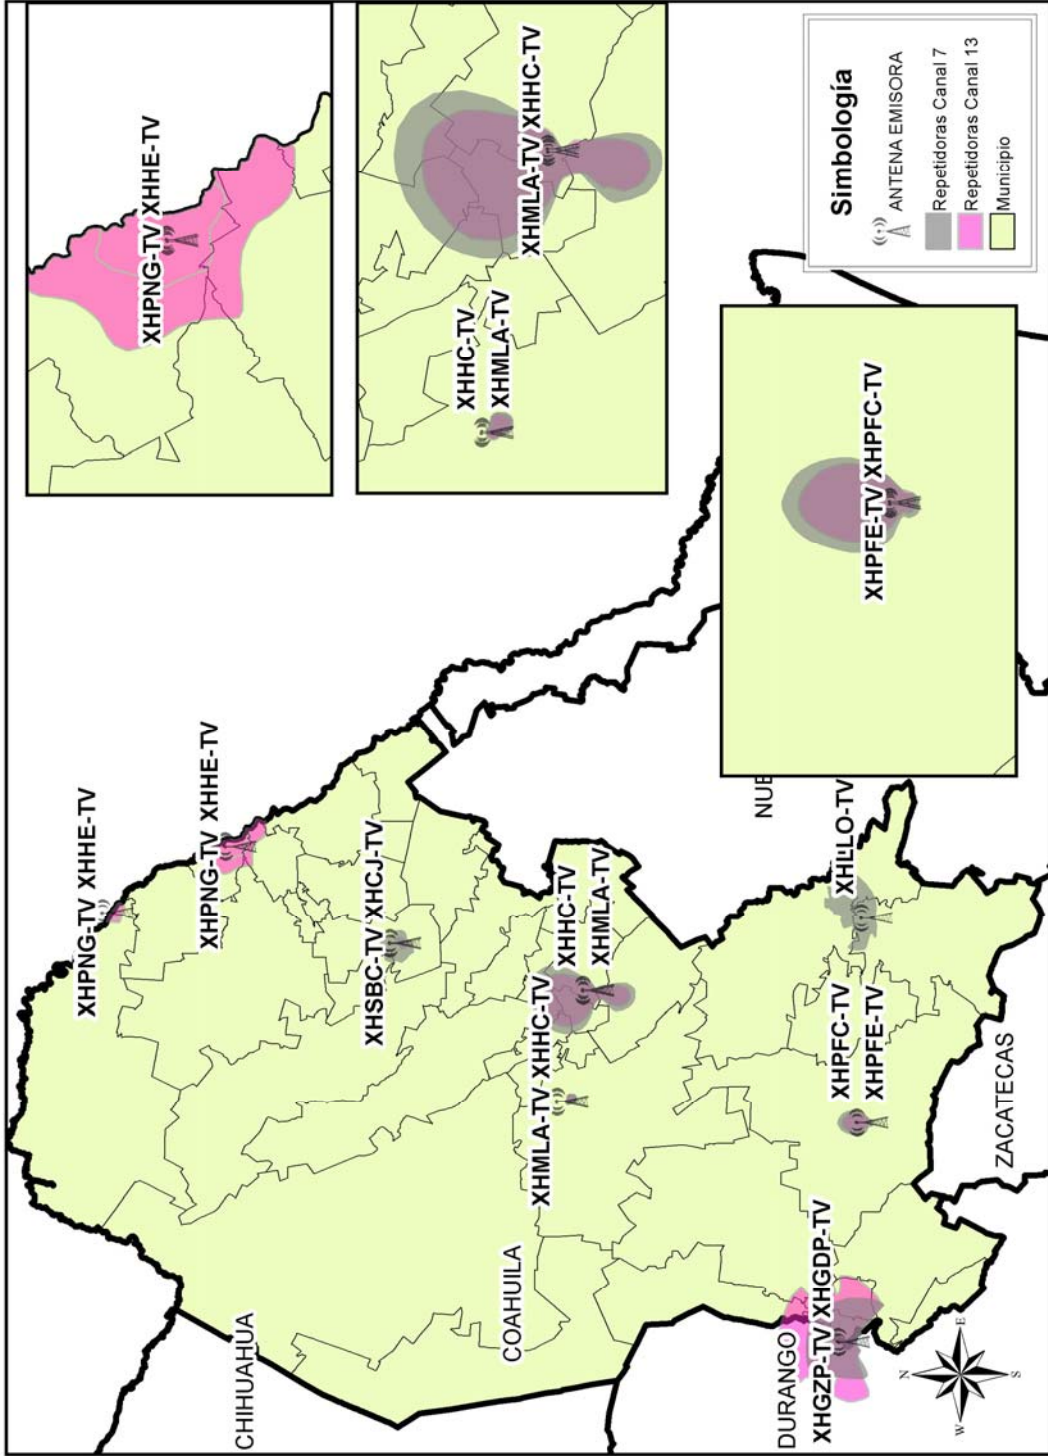 XHPNG-TV XHHE-TV
XHPNG-TV XHHE-TV
XHSBC-TV XHCJ-TV
XHMLA-TV XHHC-TV
XHHC-TV
XHMLA-TV
XHPFC-TV
XHPFE-TV
XHLLO-TV
XHGZP-TV XHGDP-TV
CHIHUAHUA
COAHUILA
DURANGO
ZACATECAS
NUE
N
W
E
S
XHPNG-TV XHHE-TV
XHHC-TV
XHMLA-TV
XHMLA-TV XHHC-TV
XHPFE-TV XHPFC-TV
Simbología
ANTENA EMISORA
Repetidoras Canal 7
Repetidoras Canal 13
Municipio